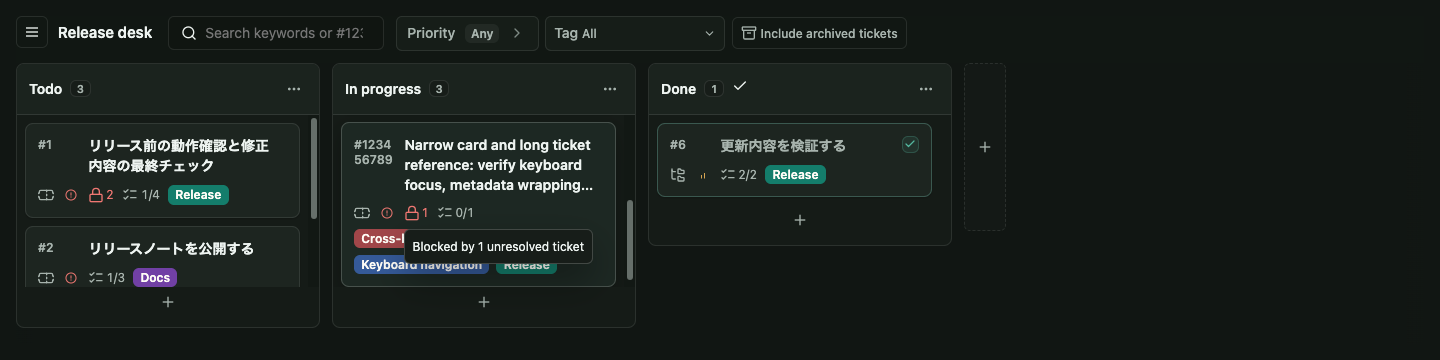 Release desk
Search keywords or #123
Priority Any
Tag All
Include archived tickets
Todo 3
#1 リリース前の動作確認と修正
内容の最終チェック
2 1/4 Release
#2 リリースノートを公開する
1/3 Docs
In progress 3
#1234
56789
Narrow card and long ticket
reference: verify keyboard
focus, metadata wrapping...
1 0/1
Blocked by 1 unresolved ticket
Keyboard navigation Release
Done 1
#6 更新内容を検証する
2/2 Release